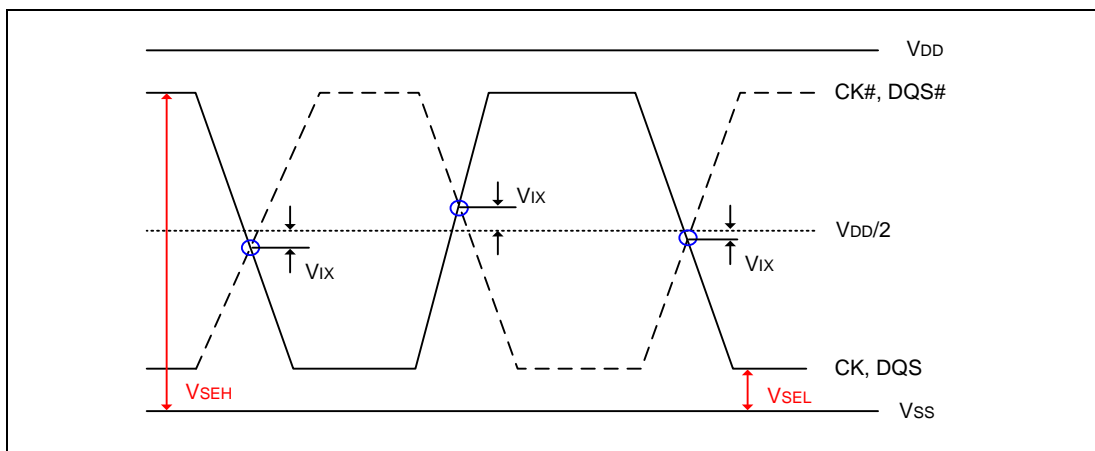 VDD
CK#, DQS#
VIX
VDD/2
VIX
VIX
CK, DQS
VSEH
VSEL
VSS